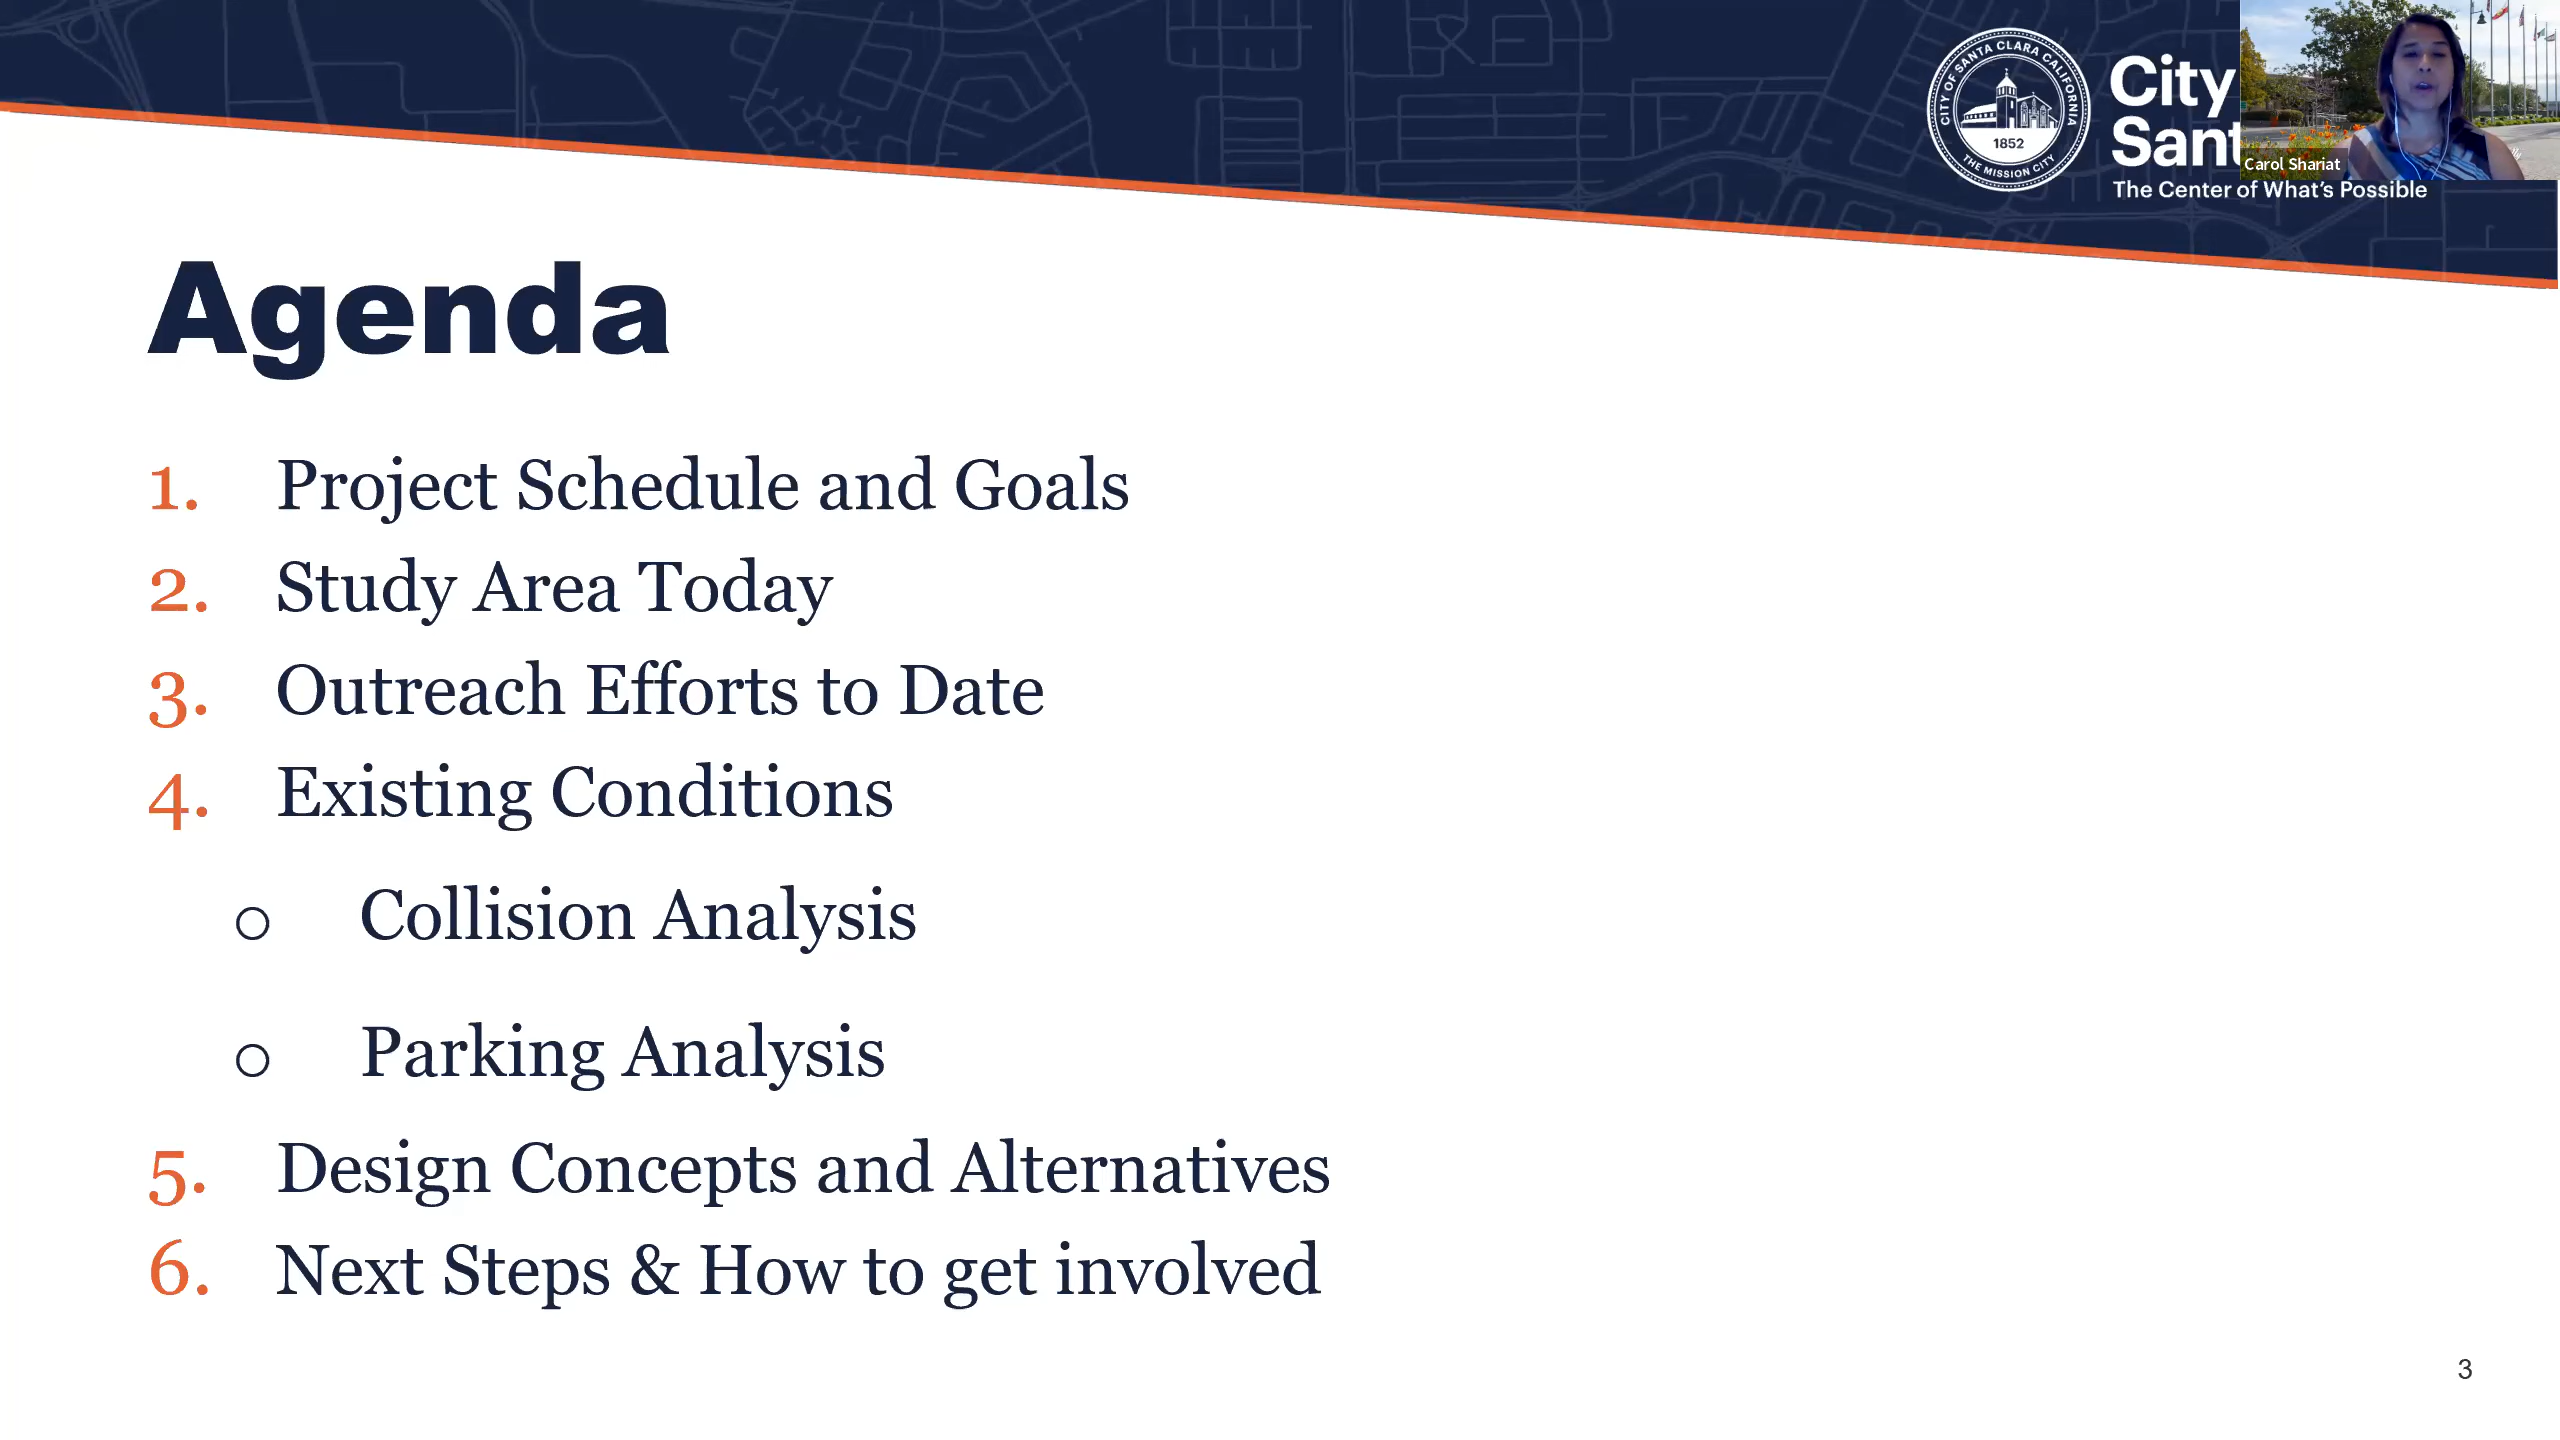 CITY OF SANTA CLARA CALIFORNIA
1852
THE MISSION CITY
City
Sant
The Center of What's Possible
Carol Shariat
Agenda
1. Project Schedule and Goals
2. Study Area Today
3. Outreach Efforts to Date
4. Existing Conditions
o Collision Analysis
o Parking Analysis
5. Design Concepts and Alternatives
6. Next Steps & How to get involved
3